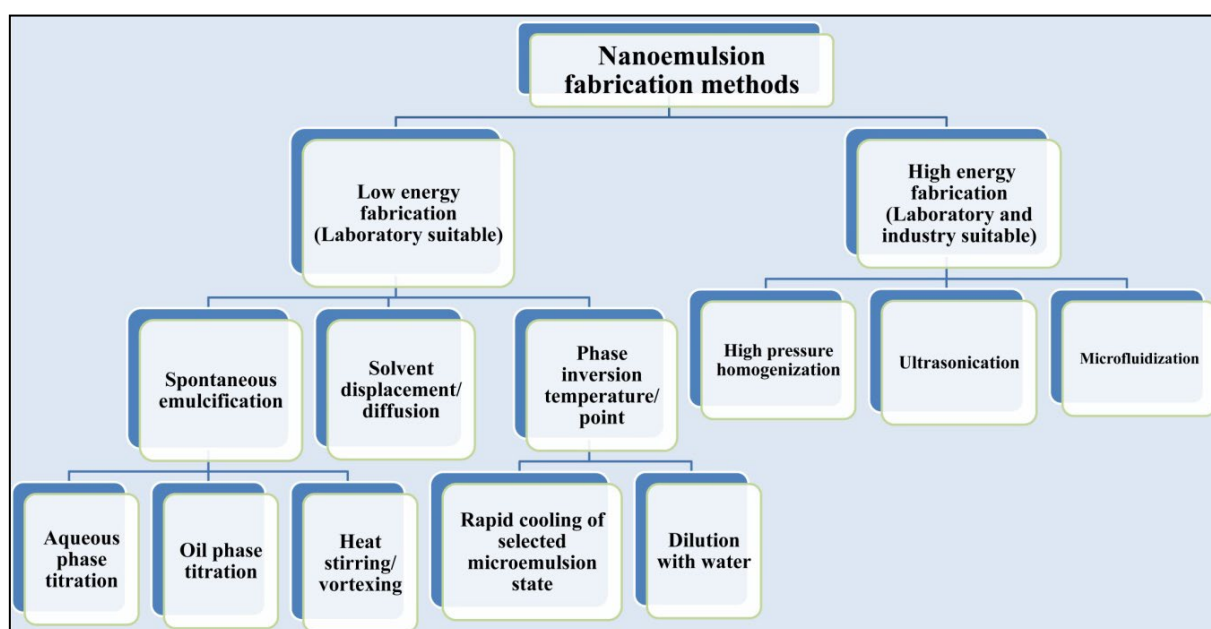 Nanoemulsion
fabrication methods
Low energy
fabrication
(Laboratory suitable)
High energy
fabrication
(Laboratory and
industry suitable)
Spontaneous
emulcification
Solvent
displacement/
diffusion
Phase
inversion
temperature/
point
High pressure
homogenization
Ultrasonication
Microfluidization
Aqueous
phase
titration
Oil phase
titration
Heat
stirring/
vortexing
Rapid cooling of
selected
microemulsion
state
Dilution
with water